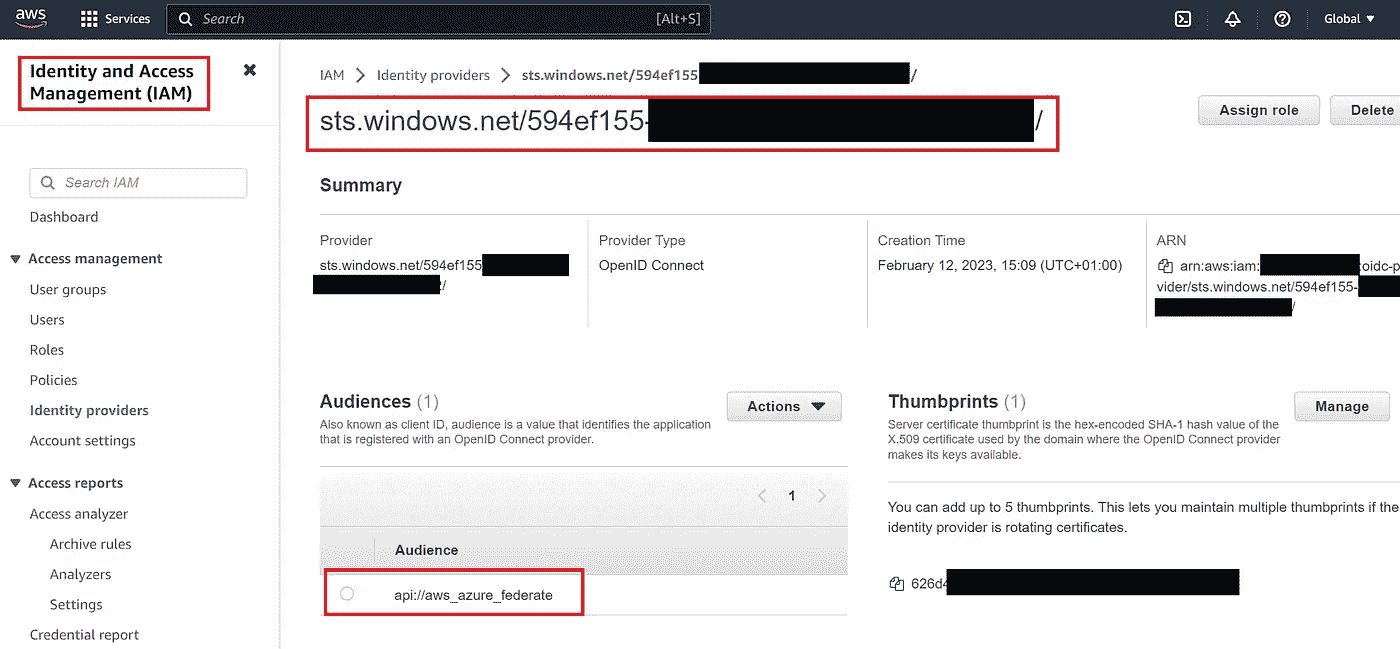 aws Services Search [Alt+S] Global
Identity and Access
Management (IAM)
Search IAM
Dashboard
Access management
User groups
Users
Roles
Policies
Identity providers
Account settings
Access reports
Access analyzer
Archive rules
Analyzers
Settings
Credential report
IAM > Identity providers > sts.windows.net/594ef155 /
sts.windows.net/594ef155- /
Assign role Delete
Summary
Provider
sts.windows.net/594ef155
/
Provider Type
OpenID Connect
Creation Time
February 12, 2023, 15:09 (UTC+01:00)
ARN
arn:aws:iam: :oidc-p
vider/sts.windows.net/594ef155-
/
Audiences (1)
Actions
Also known as client ID, audience is a value that identifies the application
that is registered with an OpenID Connect provider.
1
Audience
api://aws_azure_federate
Thumbprints (1)
Manage
Server certificate thumbprint is the hex-encoded SHA-1 hash value of the
X.509 certificate used by the domain where the OpenID Connect provider
makes its keys available.
You can add up to 5 thumbprints. This lets you maintain multiple thumbprints if the
identity provider is rotating certificates.
626d4